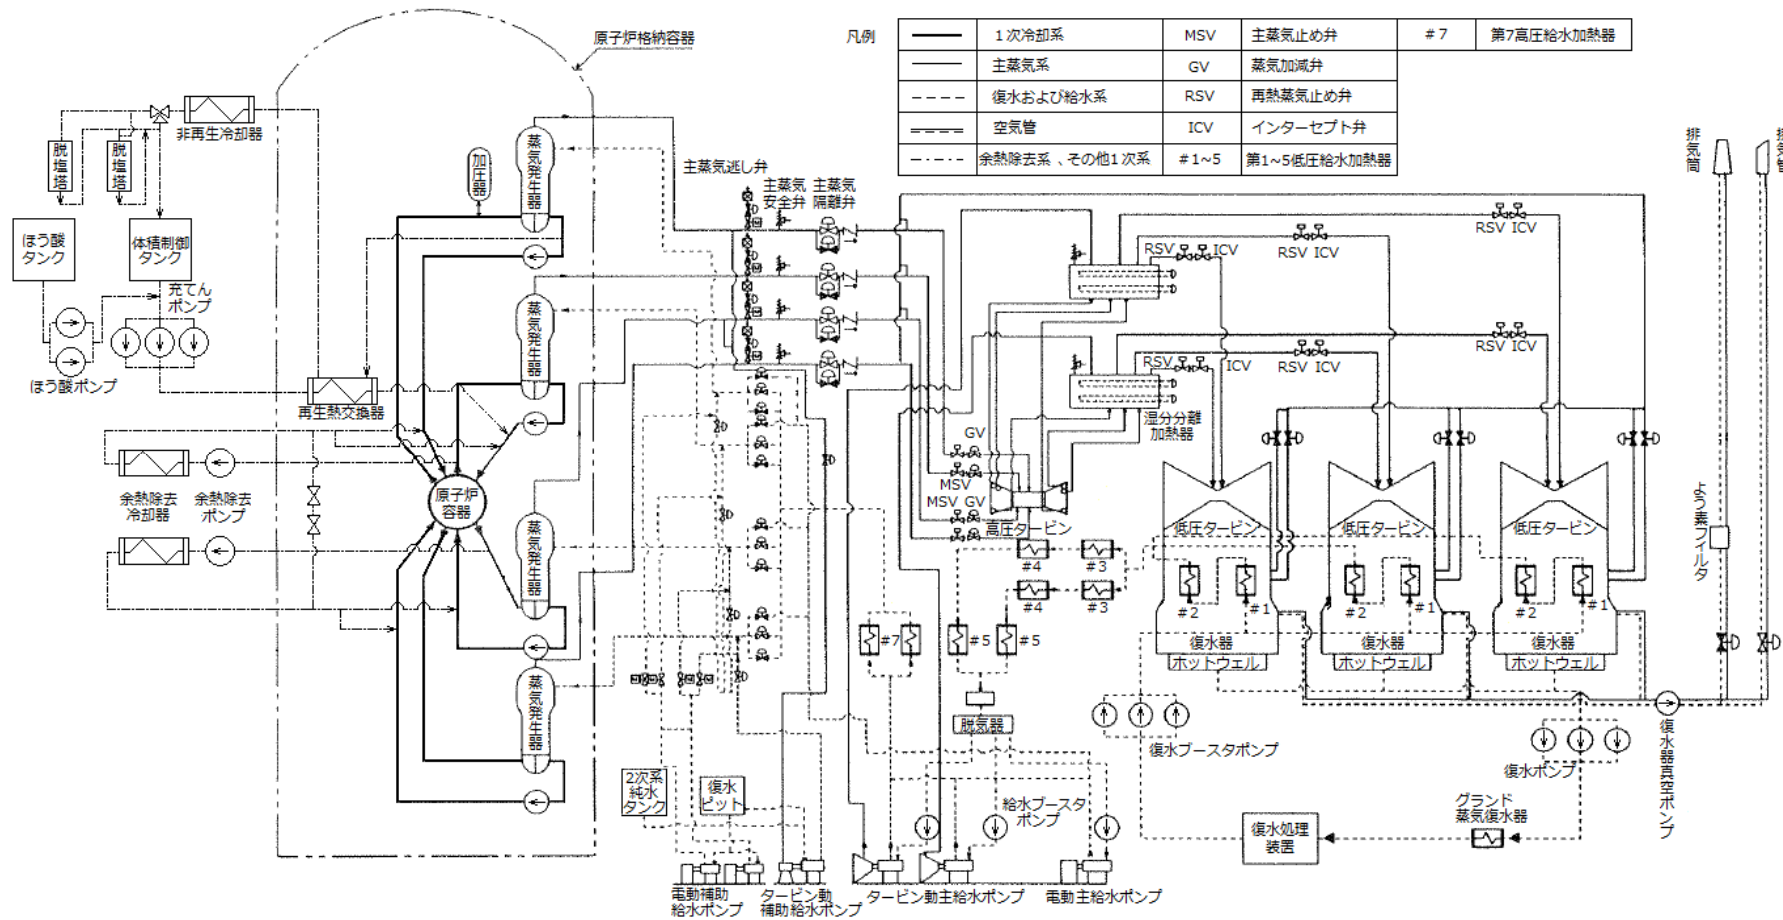 凡例
1次冷却系
MSV
主蒸気止め弁
#7
第7高圧給水加熱器
主蒸気系
GV
蒸気加減弁
復水および給水系
RSV
再熱蒸気止め弁
空気管
ICV
インターセプト弁
余熱除去系、その他1次系
#1~5
第1~5低圧給水加熱器
原子炉格納容器
非再生冷却器
脱塩塔
脱塩塔
ほう酸
タンク
体積制御
タンク
充てん
ポンプ
ほう酸ポンプ
再生熱交換器
余熱除去
冷却器
余熱除去
ポンプ
加圧器
蒸気発生器
蒸気発生器
蒸気発生器
蒸気発生器
原子炉
容器
主蒸気逃し弁
主蒸気
安全弁
主蒸気
隔離弁
RSV
ICV
RSV ICV
RSV ICV
RSV
ICV
RSV ICV
RSV ICV
湿分分離
加熱器
GV
MSV
MSV GV
高圧タービン
低圧タービン
低圧タービン
低圧タービン
#4
#3
#4
#3
#2
#1
#2
#1
#2
#1
#7
#5
#5
復水器
復水器
復水器
ホットウェル
ホットウェル
ホットウェル
脱気器
復水ブースタポンプ
復水ポンプ
復水器真空ポンプ
グランド
蒸気復水器
復水処理
装置
給水ブースタ
ポンプ
2次系
純水
タンク
復水
ピット
電動補助
給水ポンプ
タービン動
補助給水ポンプ
タービン動主給水ポンプ
電動主給水ポンプ
排気筒
排気管
よう素フィルタ